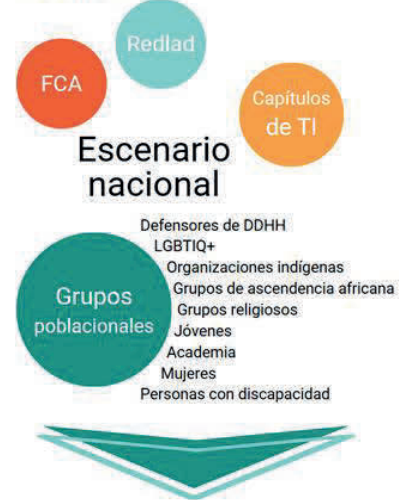 Redlad
FCA
Capítulos
de TI
Escenario
nacional
Defensores de DDHH
LGBTIQ+
Organizaciones indígenas
Grupos de ascendencia africana
Grupos religiosos
Jóvenes
Academia
Mujeres
Personas con discapacidad
Grupos
poblacionales